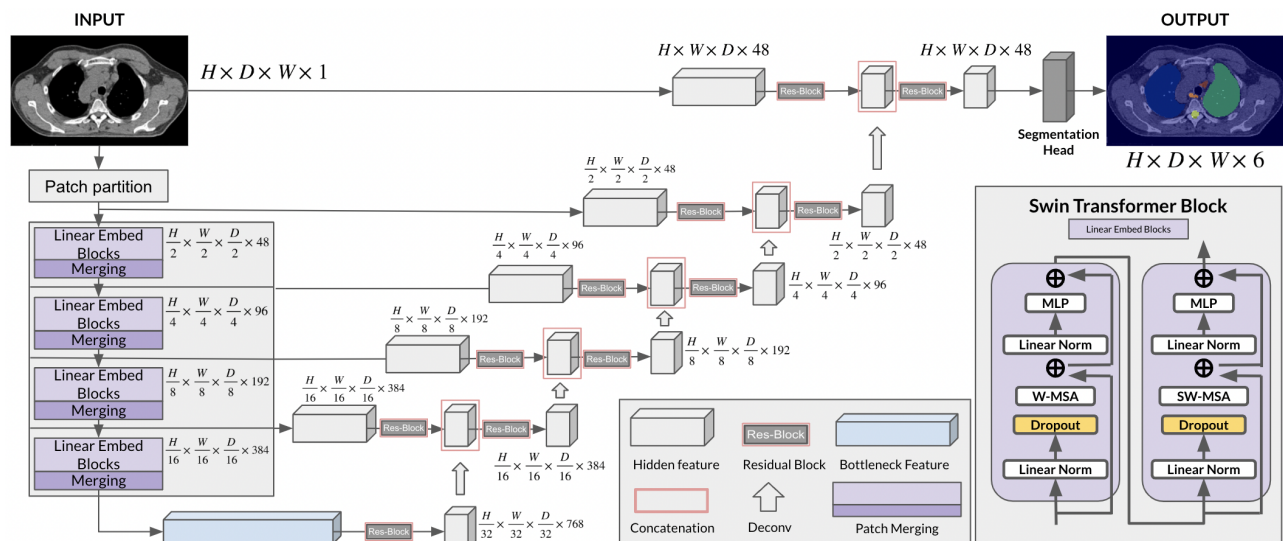 INPUT
OUTPUT
H × D × W × 1
H × W × D × 48
Res-Block
Res-Block
H × W × D × 48
Segmentation
Head
H × D × W × 6
Patch partition
H/2 × W/2 × D/2 × 48
Res-Block
Res-Block
H/2 × W/2 × D/2 × 48
Linear Embed
Blocks
Merging
H/2 × W/2 × D/2 × 48
H/4 × W/4 × D/4 × 96
Res-Block
Res-Block
H/4 × W/4 × D/4 × 96
Linear Embed
Blocks
Merging
H/4 × W/4 × D/4 × 96
H/8 × W/8 × D/8 × 192
Res-Block
Res-Block
H/8 × W/8 × D/8 × 192
Linear Embed
Blocks
Merging
H/8 × W/8 × D/8 × 192
H/16 × W/16 × D/16 × 384
Res-Block
Res-Block
H/16 × W/16 × D/16 × 384
Linear Embed
Blocks
Merging
H/16 × W/16 × D/16 × 384
Res-Block
H/32 × W/32 × D/32 × 768
Hidden feature
Res-Block
Residual Block
Bottleneck Feature
Concatenation
Deconv
Patch Merging
Swin Transformer Block
Linear Embed Blocks
MLP
Linear Norm
W-MSA
Dropout
Linear Norm
MLP
Linear Norm
SW-MSA
Dropout
Linear Norm